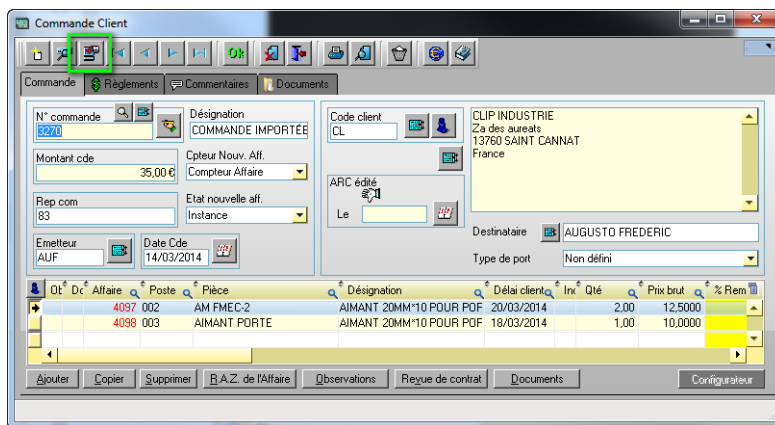 Commande Client
Ok
Commande Règlements Commentaires Documents
N° commande
3270
Désignation
COMMANDE IMPORTÉE
Code client
CL
CLIP INDUSTRIE
Za des aureats
13760 SAINT CANNAT
France
Montant cde
35,00 €
Cpteur Nouv. Aff.
Compteur Affaire
ARC édité
Le
Rep com
83
Etat nouvelle aff.
Instance
Destinataire AUGUSTO FREDERIC
Emetteur
AUF
Date Cde
14/03/2014
Type de port Non défini
Affaire Poste Pièce Désignation Délai client Qté Prix brut % Rem
4097 002 AM FMEC-2 AIMANT 20MM*10 POUR POF 20/03/2014 2,00 12,5000
4098 003 AIMANT PORTE AIMANT 20MM*10 POUR POF 18/03/2014 1,00 10,0000
Ajouter Copier Supprimer R.A.Z. de l'Affaire Observations Revue de contrat Documents Configurateur